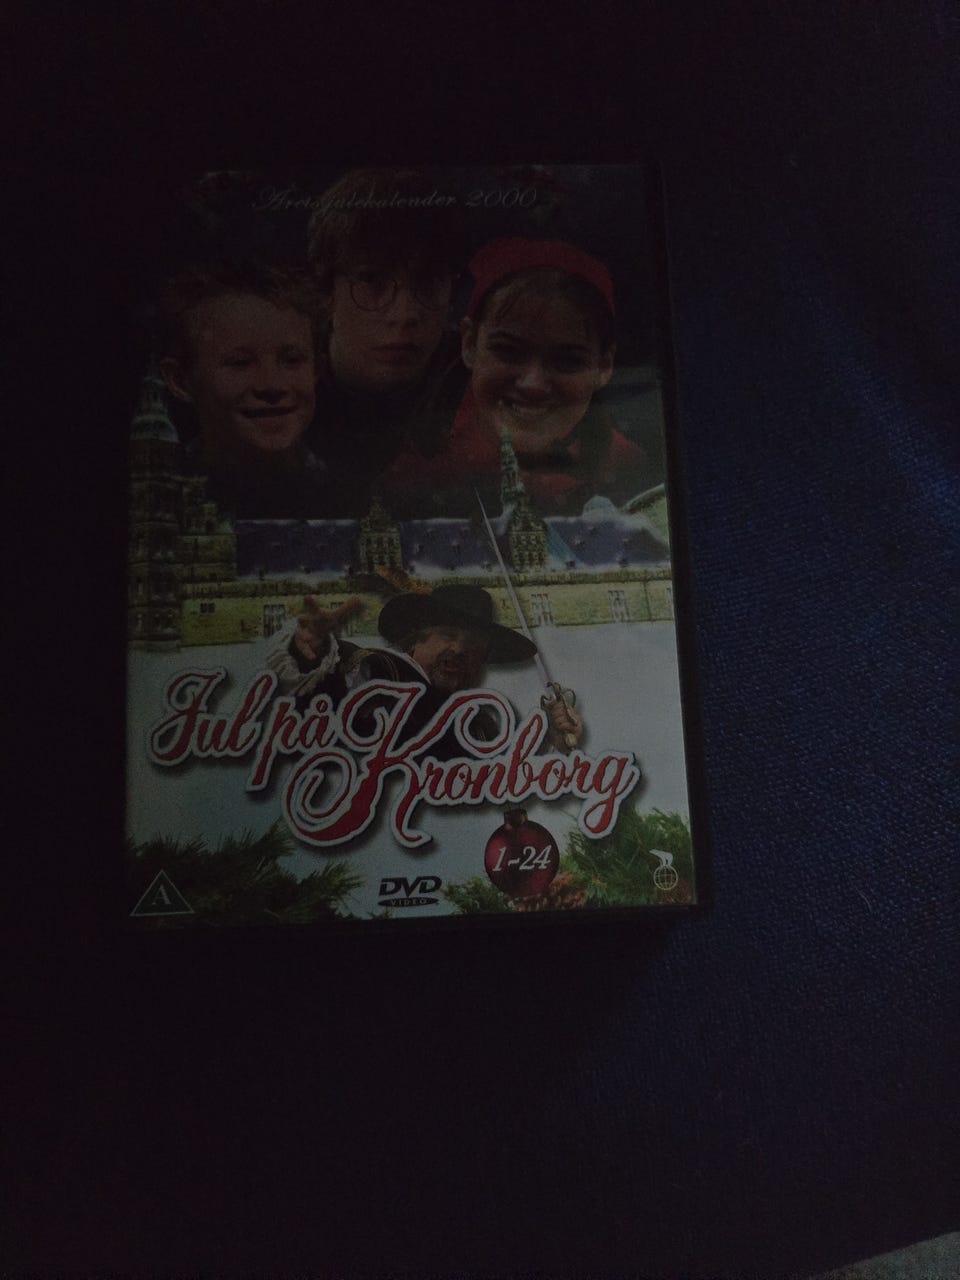 Årets julekalender 2000
Jul på
Kronborg
1-24
A
DVD
VIDEO